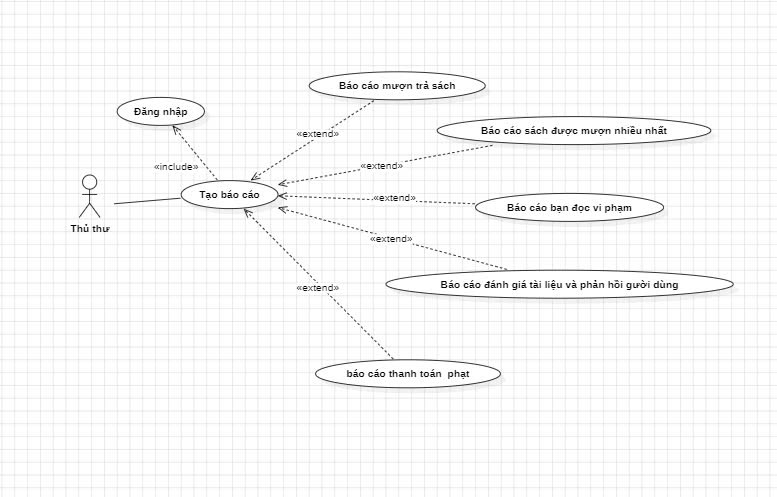 Báo cáo mượn trả sách
Đăng nhập
«extend»
Báo cáo sách được mượn nhiều nhất
«include»
«extend»
Tạo báo cáo
«extend»
Báo cáo bạn đọc vi phạm
Thủ thư
«extend»
Báo cáo đánh giá tài liệu và phản hồi gười dùng
«extend»
báo cáo thanh toán phạt